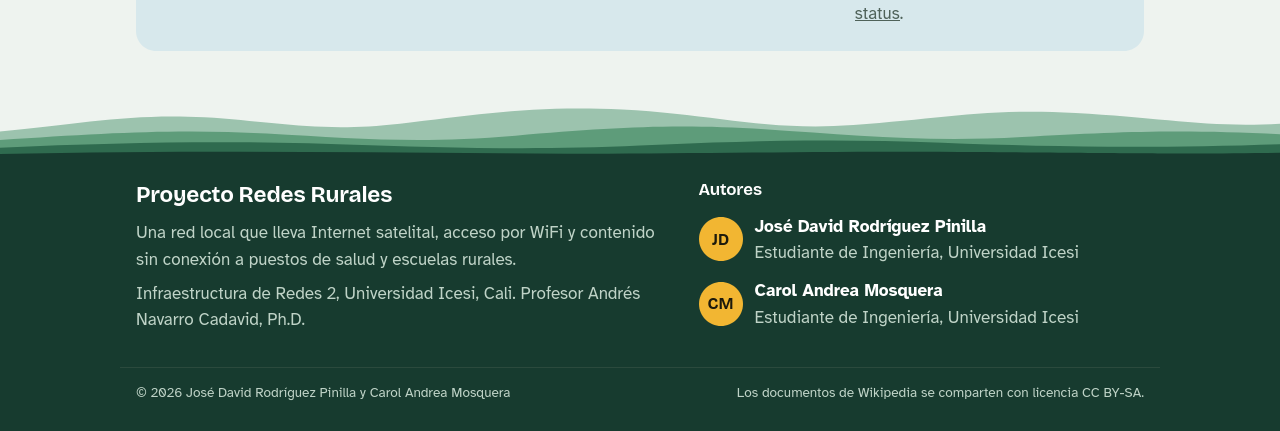 status.
Proyecto Redes Rurales
Una red local que lleva Internet satelital, acceso por WiFi y contenido
sin conexión a puestos de salud y escuelas rurales.
Infraestructura de Redes 2, Universidad Icesi, Cali. Profesor Andrés
Navarro Cadavid, Ph.D.
Autores
JD
José David Rodríguez Pinilla
Estudiante de Ingeniería, Universidad Icesi
CM
Carol Andrea Mosquera
Estudiante de Ingeniería, Universidad Icesi
© 2026 José David Rodríguez Pinilla y Carol Andrea Mosquera
Los documentos de Wikipedia se comparten con licencia CC BY-SA.